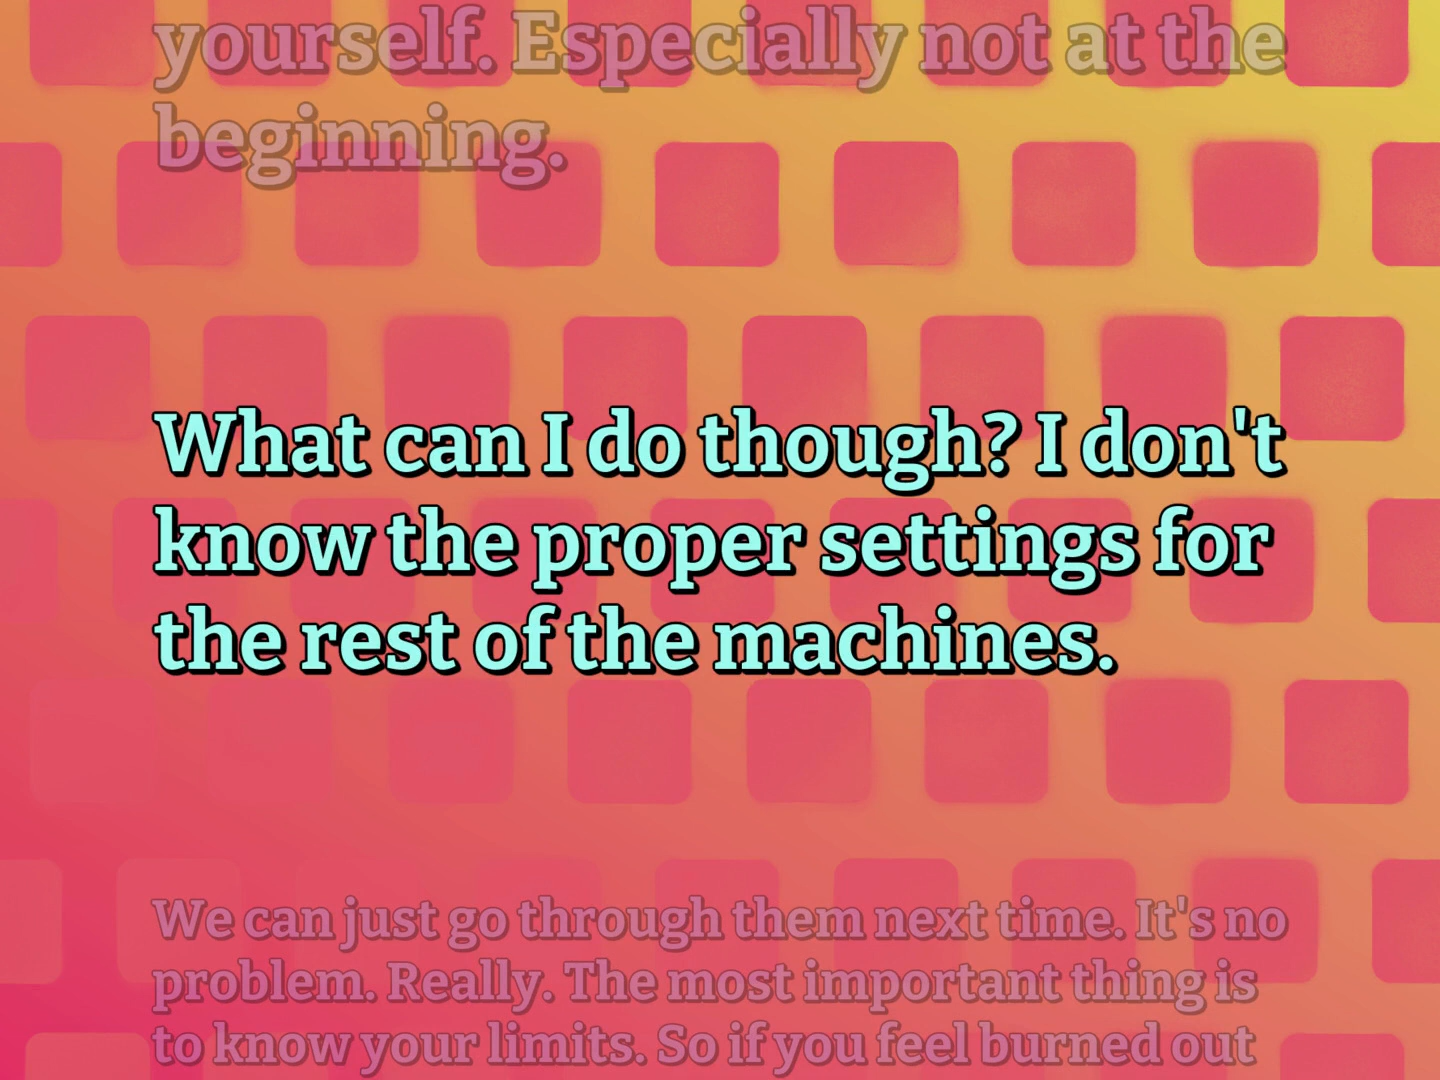 yourself. Especially not at the
beginning.
What can I do though? I don't
know the proper settings for
the rest of the machines.
We can just go through them next time. It's no
problem. Really. The most important thing is
to know your limits. So if you feel burned out